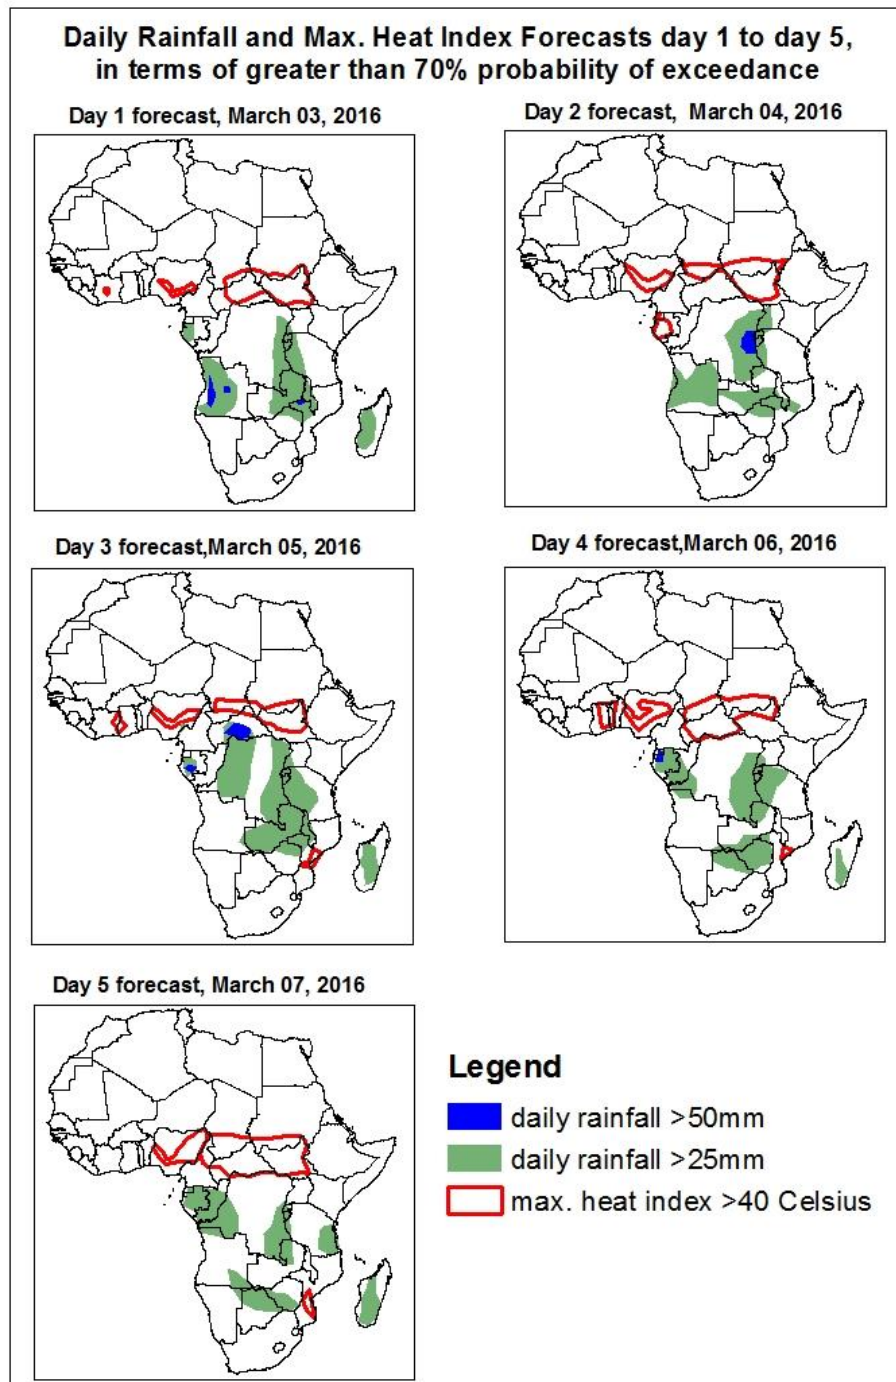 Daily Rainfall and Max. Heat Index Forecasts day 1 to day 5,
in terms of greater than 70% probability of exceedance
Day 1 forecast, March 03, 2016
Day 2 forecast, March 04, 2016
Day 3 forecast,March 05, 2016
Day 4 forecast,March 06, 2016
Day 5 forecast, March 07, 2016
Legend
daily rainfall >50mm
daily rainfall >25mm
max. heat index >40 Celsius